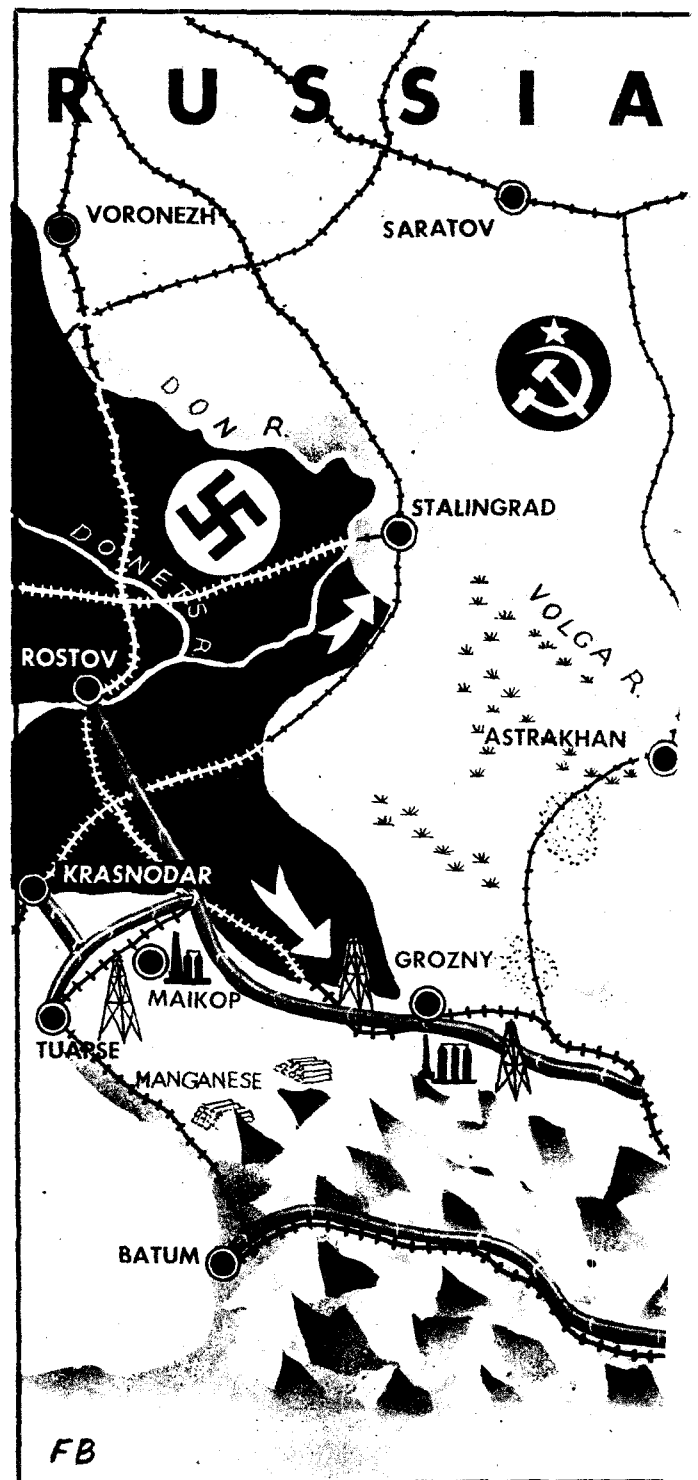 RUSSIA
VORONEZH
SARATOV
DON R.
STALINGRAD
DONETS R.
VOLGA R.
ROSTOV
ASTRAKHAN
KRASNODAR
GROZNY
MAIKOP
TUAPSE
MANGANESE
BATUM
FB